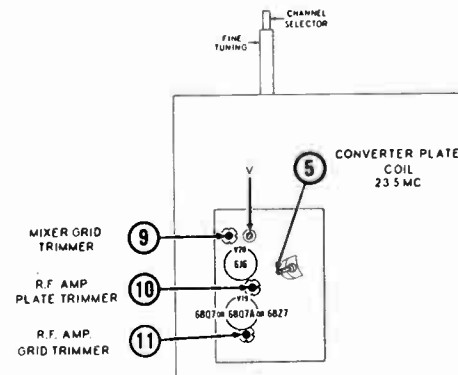 CHANNEL
SELECTOR
FINE
TUNING
CONVERTER PLATE
COIL
23.5 MC
5
V
MIXER GRID
TRIMMER
9
V20
6J6
R.F. AMP
PLATE TRIMMER
10
V19
6BQ7 OR 6BQ7A OR 6BZ7
R.F. AMP.
GRID TRIMMER
11